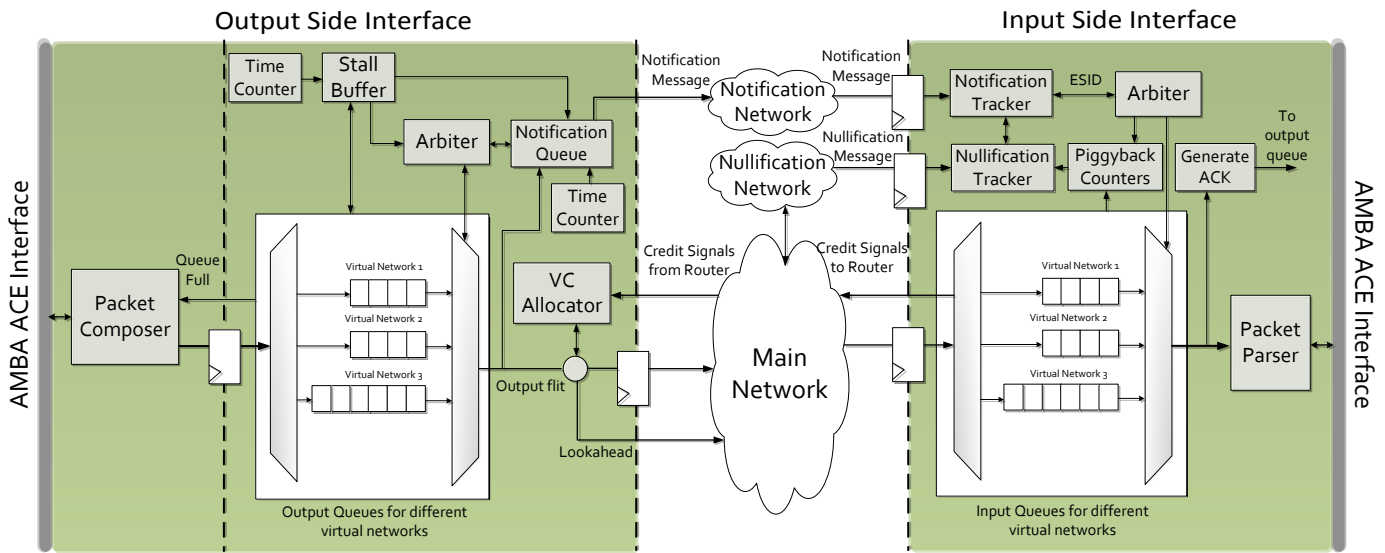 Output Side Interface
Input Side Interface
AMBA ACE Interface
Time
Counter
Stall
Buffer
Arbiter
Notification
Queue
Time
Counter
Queue
Full
Packet
Composer
Virtual Network 1
Virtual Network 2
Virtual Network 3
VC
Allocator
Output flit
Lookahead
Output Queues for different
virtual networks
Notification
Message
Notification
Network
Nullification
Network
Credit Signals
from Router
Main
Network
Notification
Message
Nullification
Message
Credit Signals
to Router
Notification
Tracker
ESID
Arbiter
Nullification
Tracker
Piggyback
Counters
Generate
ACK
To
output
queue
Virtual Network 1
Virtual Network 2
Virtual Network 3
Packet
Parser
Input Queues for different
virtual networks
AMBA ACE Interface